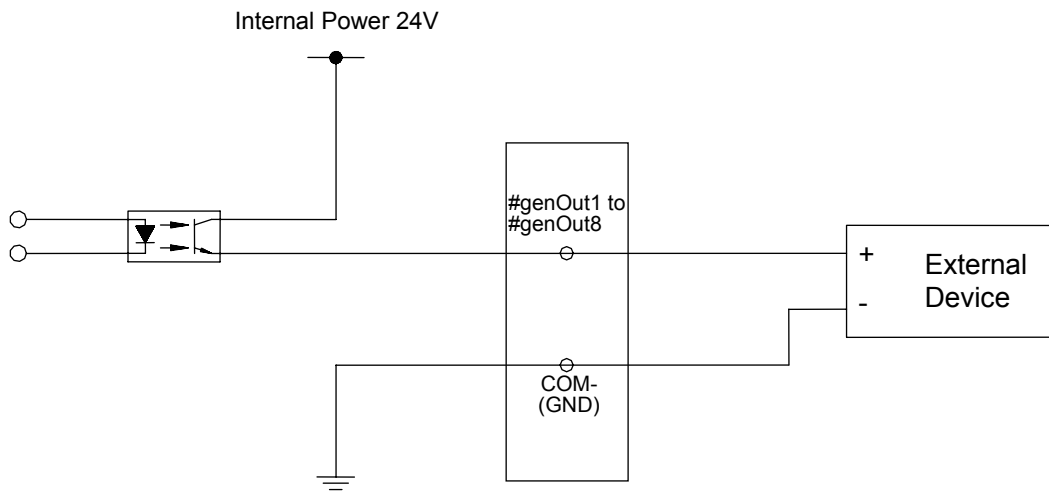 Internal Power 24V
#genOut1 to
#genOut8
+
External
Device
-
COM-
(GND)